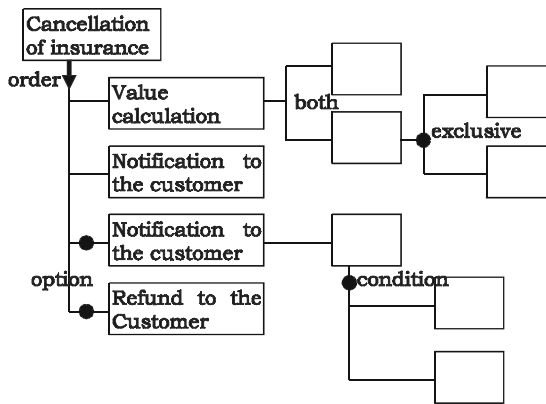 Cancellation
of insurance
order
Value
calculation
both
exclusive
Notification to
the customer
Notification to
the customer
option
condition
Refund to the
Customer